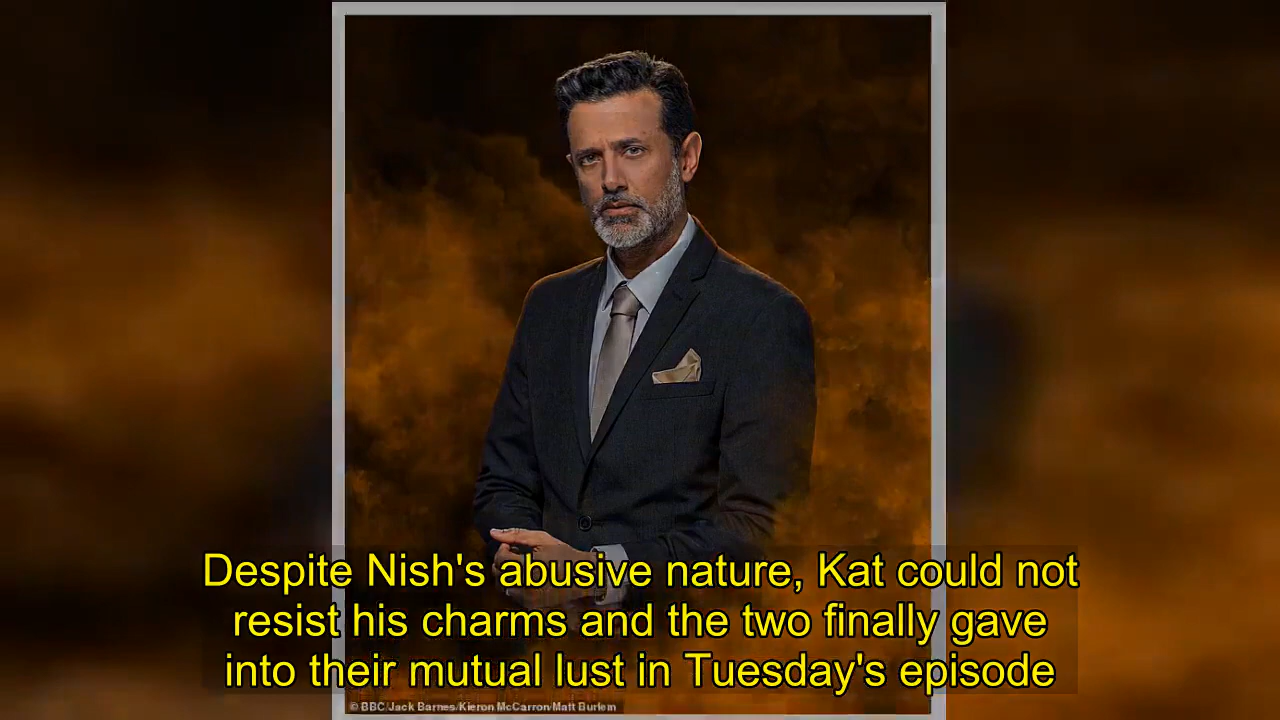 Despite Nish's abusive nature, Kat could not
resist his charms and the two finally gave
into their mutual lust in Tuesday's episode
© BBC/Jack Barnes/Kieron McCarron/Matt Burlem